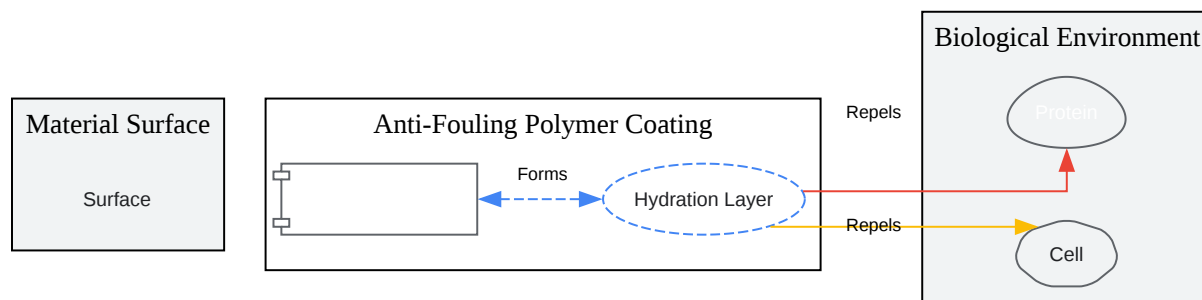 Material Surface
Surface
Anti-Fouling Polymer Coating
Forms
Hydration Layer
Repels
Repels
Biological Environment
Protein
Cell